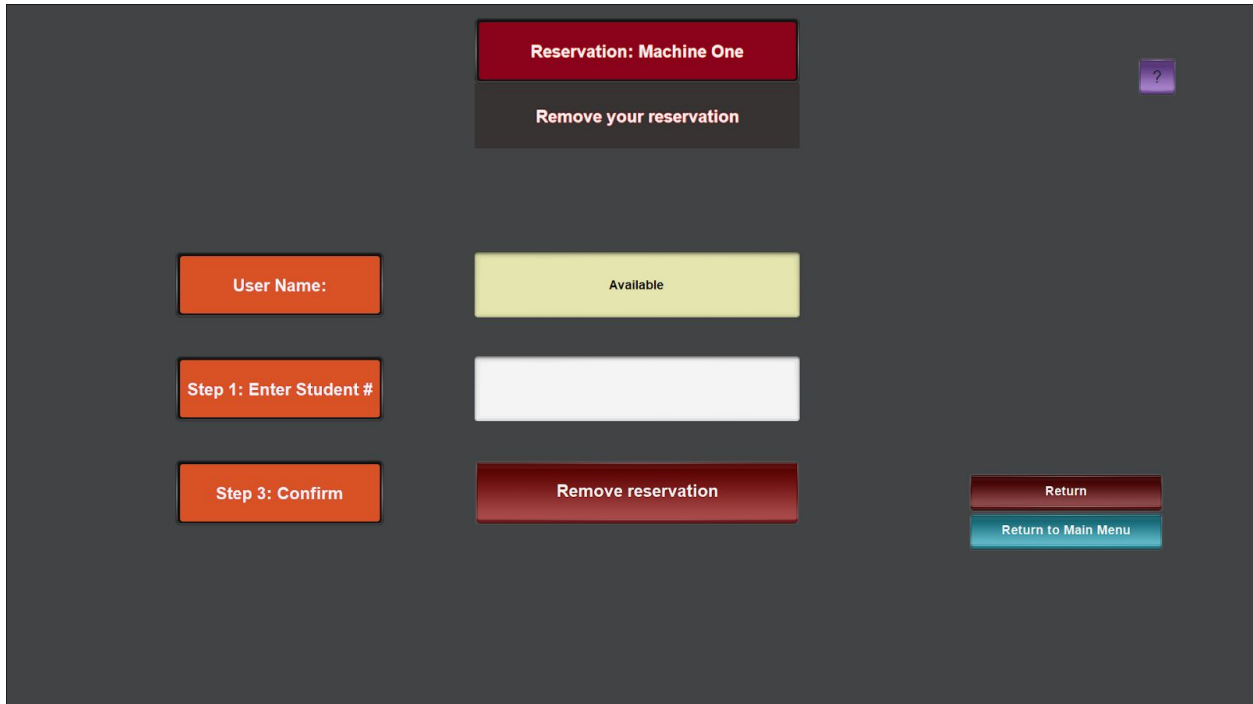 Reservation: Machine One
?
Remove your reservation
User Name:
Available
Step 1: Enter Student #
Step 3: Confirm
Remove reservation
Return
Return to Main Menu